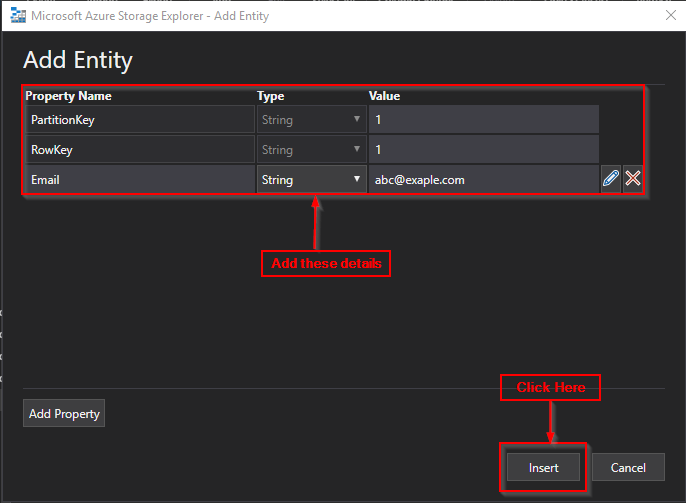 Microsoft Azure Storage Explorer - Add Entity
Add Entity
Property Name Type Value
PartitionKey String 1
RowKey String 1
Email String abc@exaple.com
Add these details
Click Here
Add Property
Insert Cancel